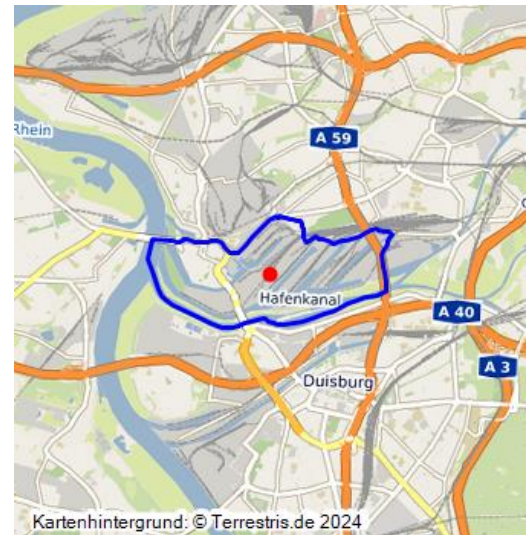 Rhein
A 59
Hafenkanal
A 40
A 3
Duisburg
Kartenhintergrund: © Terrestris.de 2024